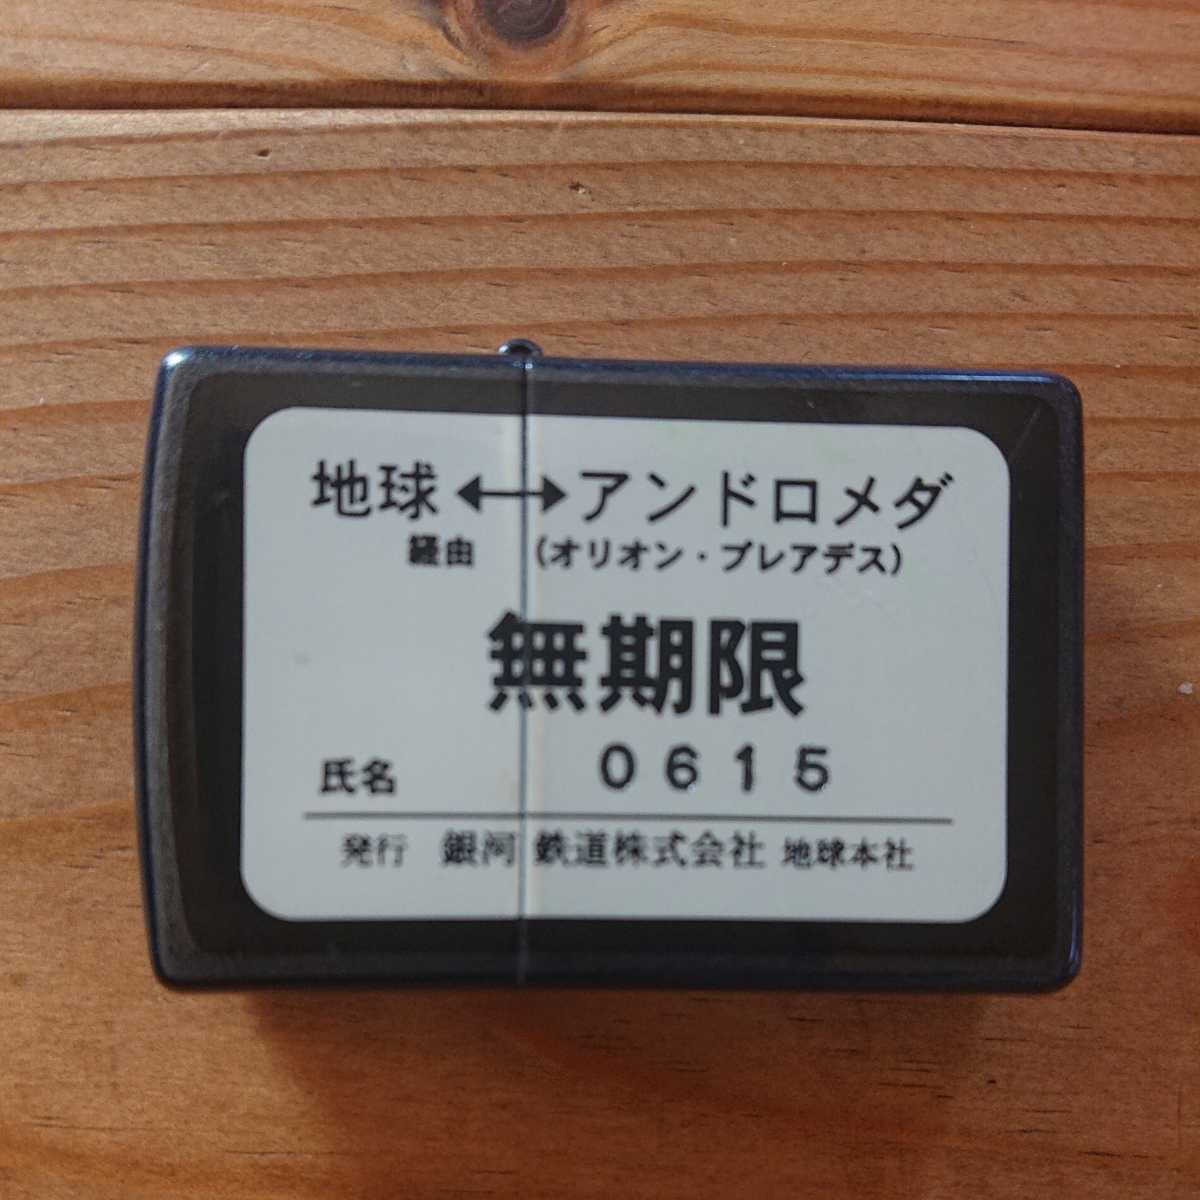 地球↔アンドロメダ
経由 (オリオン・プレアデス)
無期限
氏名 0615
発行 銀河鉄道株式会社 地球本社